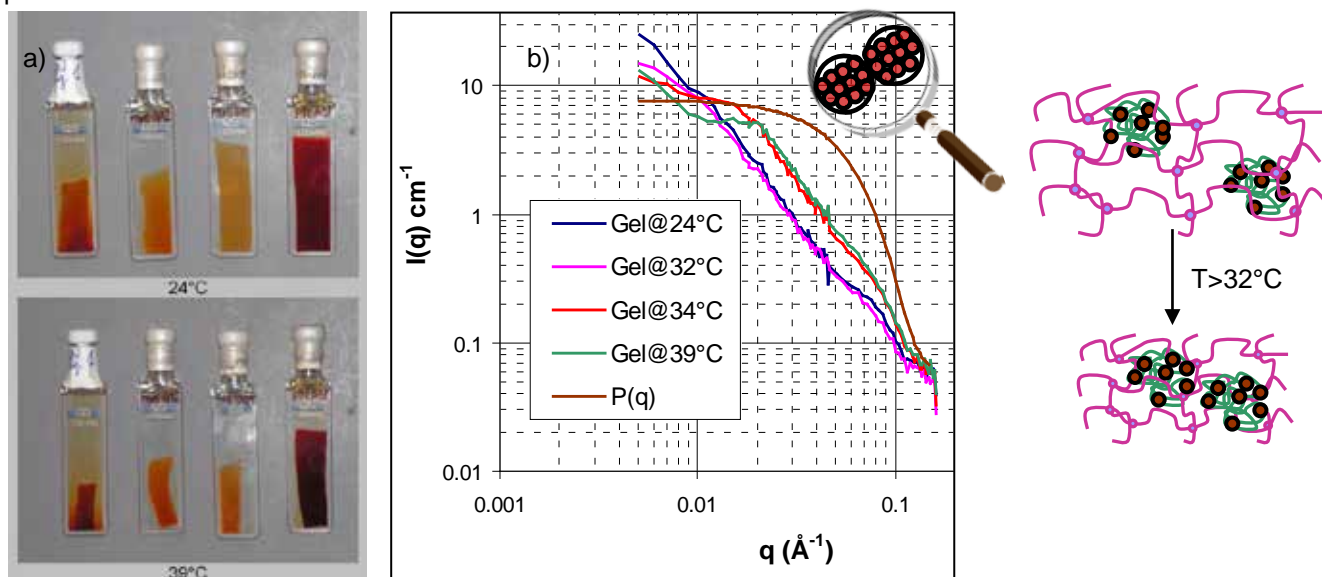 a)
24°C
39°C
b)
I(q) cm⁻¹
10
1
0.1
0.01
0.001
0.01
0.1
q (Å⁻¹)
Gel@24°C
Gel@32°C
Gel@34°C
Gel@39°C
P(q)
T>32°C